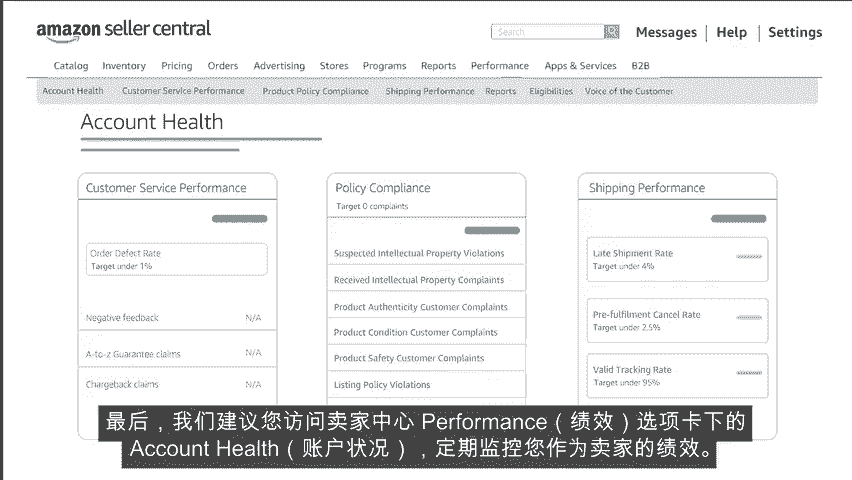 amazon seller central
Search
Messages | Help | Settings
Catalog Inventory Pricing Orders Advertising Stores Programs Reports Performance Apps & Services B2B
Account Health Customer Service Performance Product Policy Compliance Shipping Performance Reports Eligibilities Voice of the Customer
Account Health
Customer Service Performance
Order Defect Rate
Target under 1%
Negative feedback N/A
A-to-z Guarantee claims N/A
Chargeback claims N/A
Policy Compliance
Target 0 complaints
Suspected Intellectual Property Violations
Received Intellectual Property Complaints
Product Authenticity Customer Complaints
Product Condition Customer Complaints
Product Safety Customer Complaints
Listing Policy Violations
Shipping Performance
Late Shipment Rate
Target under 4%
Pre-fulfilment Cancel Rate
Target under 2.5%
Valid Tracking Rate
Target under 95%
最后，我们建议您访问卖家中心 Performance（绩效）选项卡下的
Account Health（账户状况），定期监控您作为卖家的绩效。